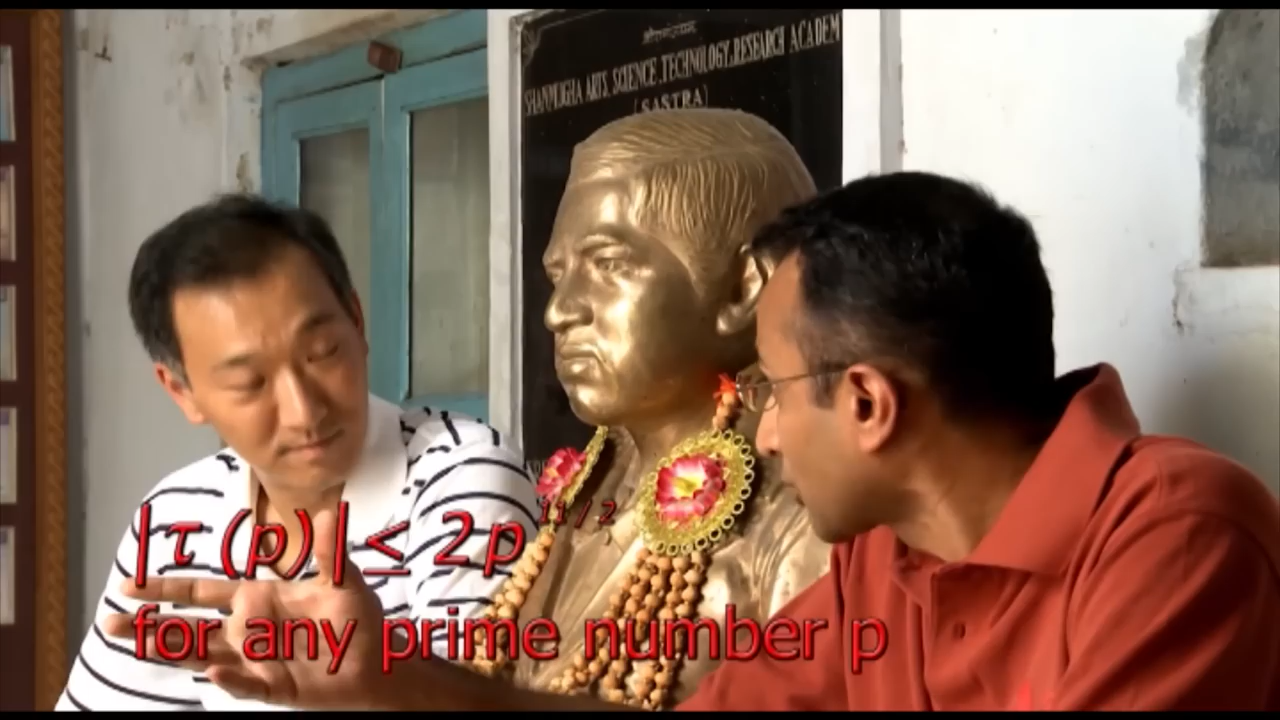 SHANMUGHA ARTS, SCIENCE, TECHNOLOGY, RESEARCH ACADEM
(SASTRA)
|τ(p)| ≤ 2p^{11/2}
for any prime number p